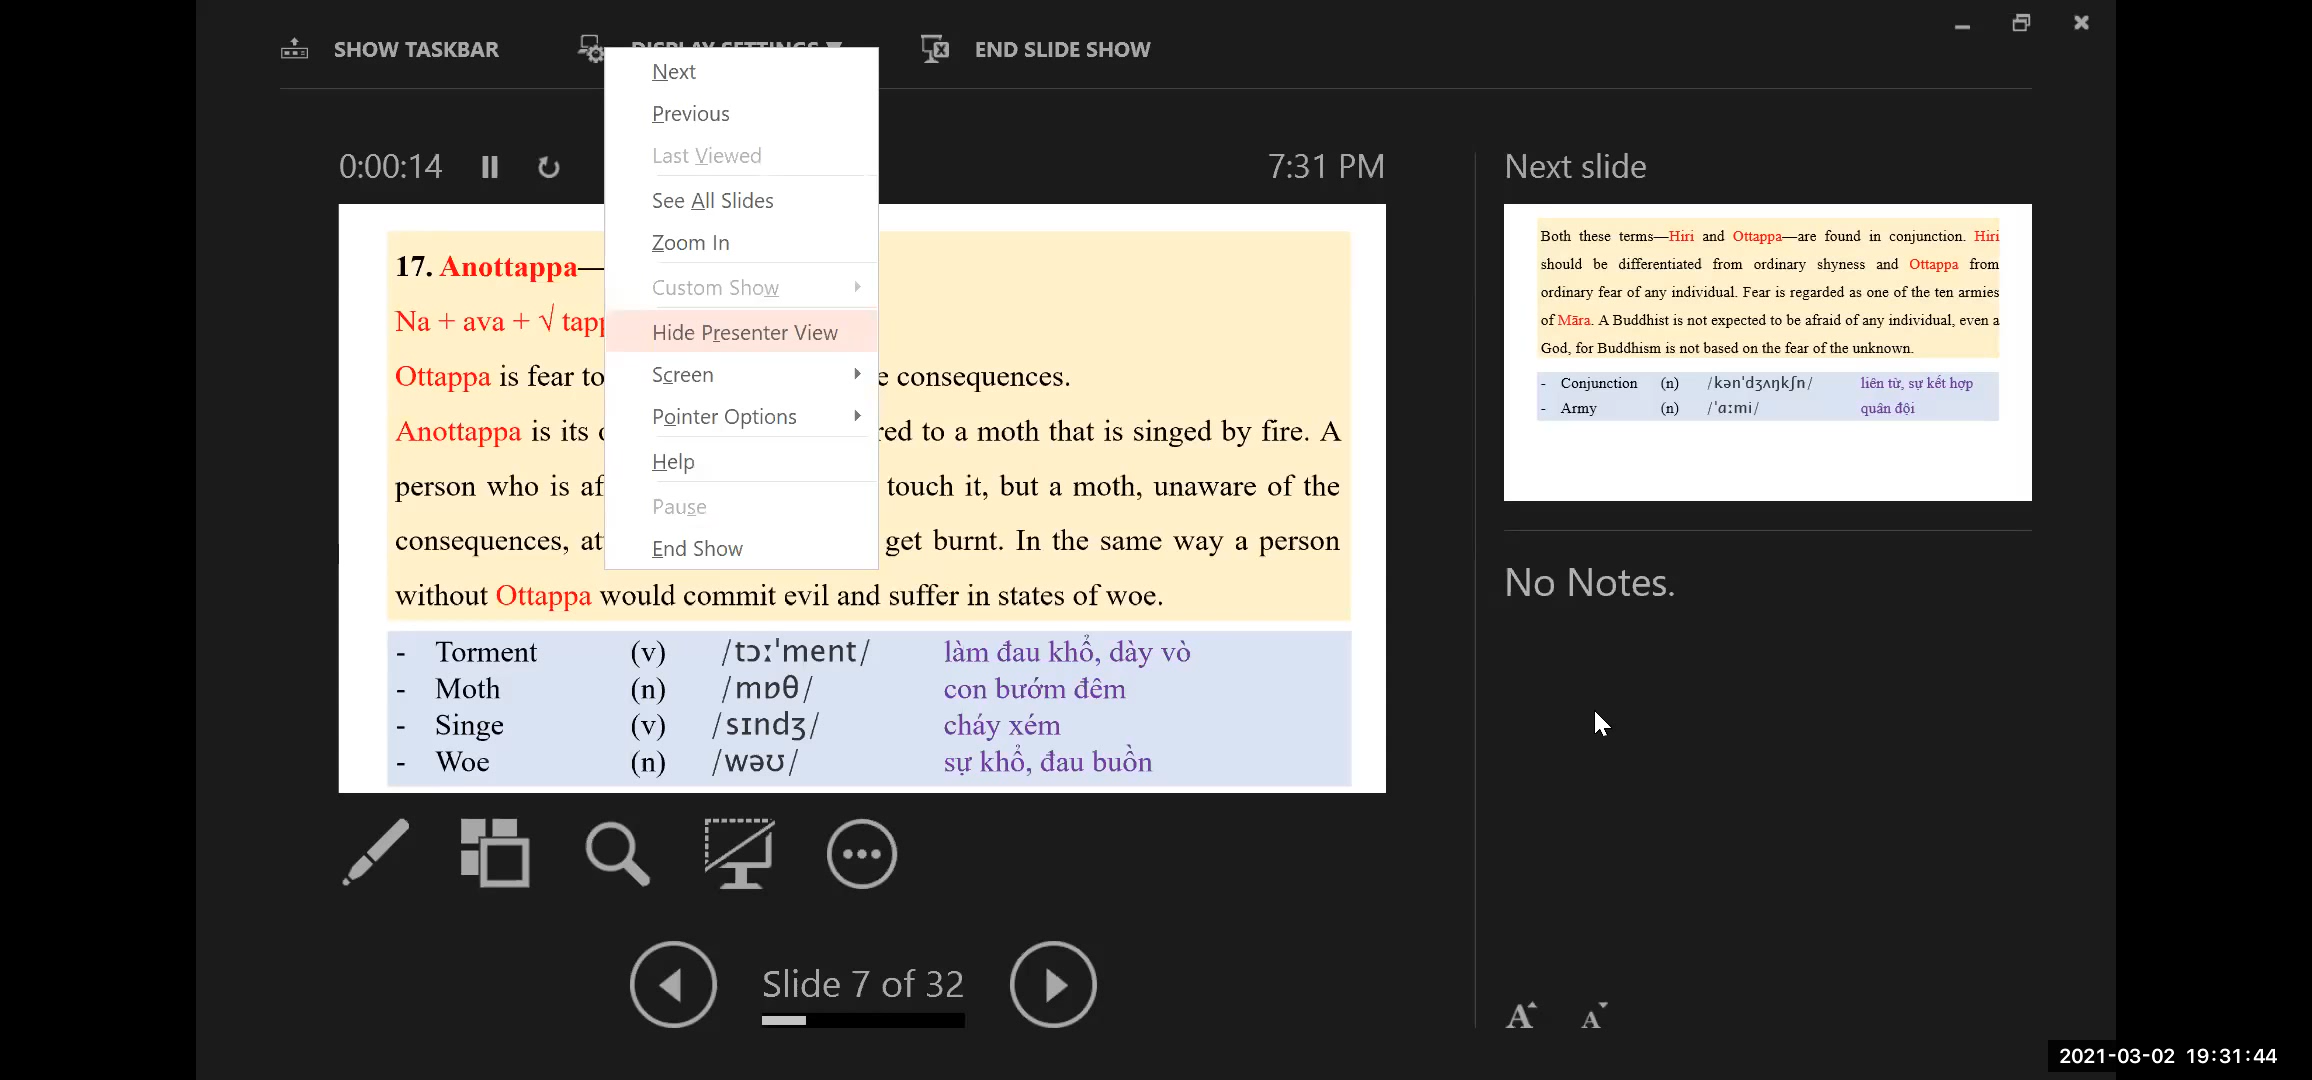 SHOW TASKBAR
END SLIDE SHOW
Next
Previous
Last Viewed
See All Slides
Zoom In
Custom Show
Hide Presenter View
Screen
Pointer Options
Help
Pause
End Show
0:00:14
7:31 PM
17. Anottappa—
Na + ava + √
Ottappa is fear to
e consequences.
Anottappa is its
red to a moth that is singed by fire. A
person who is
touch it, but a moth, unaware of the
consequences,
get burnt. In the same way a person
without Ottappa would commit evil and suffer in states of woe.
- Torment (v) /tɔːˈment/ làm đau khổ, dày vò
- Moth (n) /mɒθ/ con bướm đêm
- Singe (v) /sɪndʒ/ cháy xém
- Woe (n) /wəʊ/ sự khổ, đau buồn
Slide 7 of 32
Next slide
Both these terms—Hiri and Ottappa—are found in conjunction. Hiri
should be differentiated from ordinary shyness and Ottappa from
ordinary fear of any individual. Fear is regarded as one of the ten armies
of Māra. A Buddhist is not expected to be afraid of any individual, even a
God, for Buddhism is not based on the fear of the unknown.
- Conjunction (n) /kənˈdʒʌŋkʃn/ liên từ, sự kết hợp
- Army (n) /ˈɑːmi/ quân đội
No Notes.
A A
2021-03-02 19:31:44